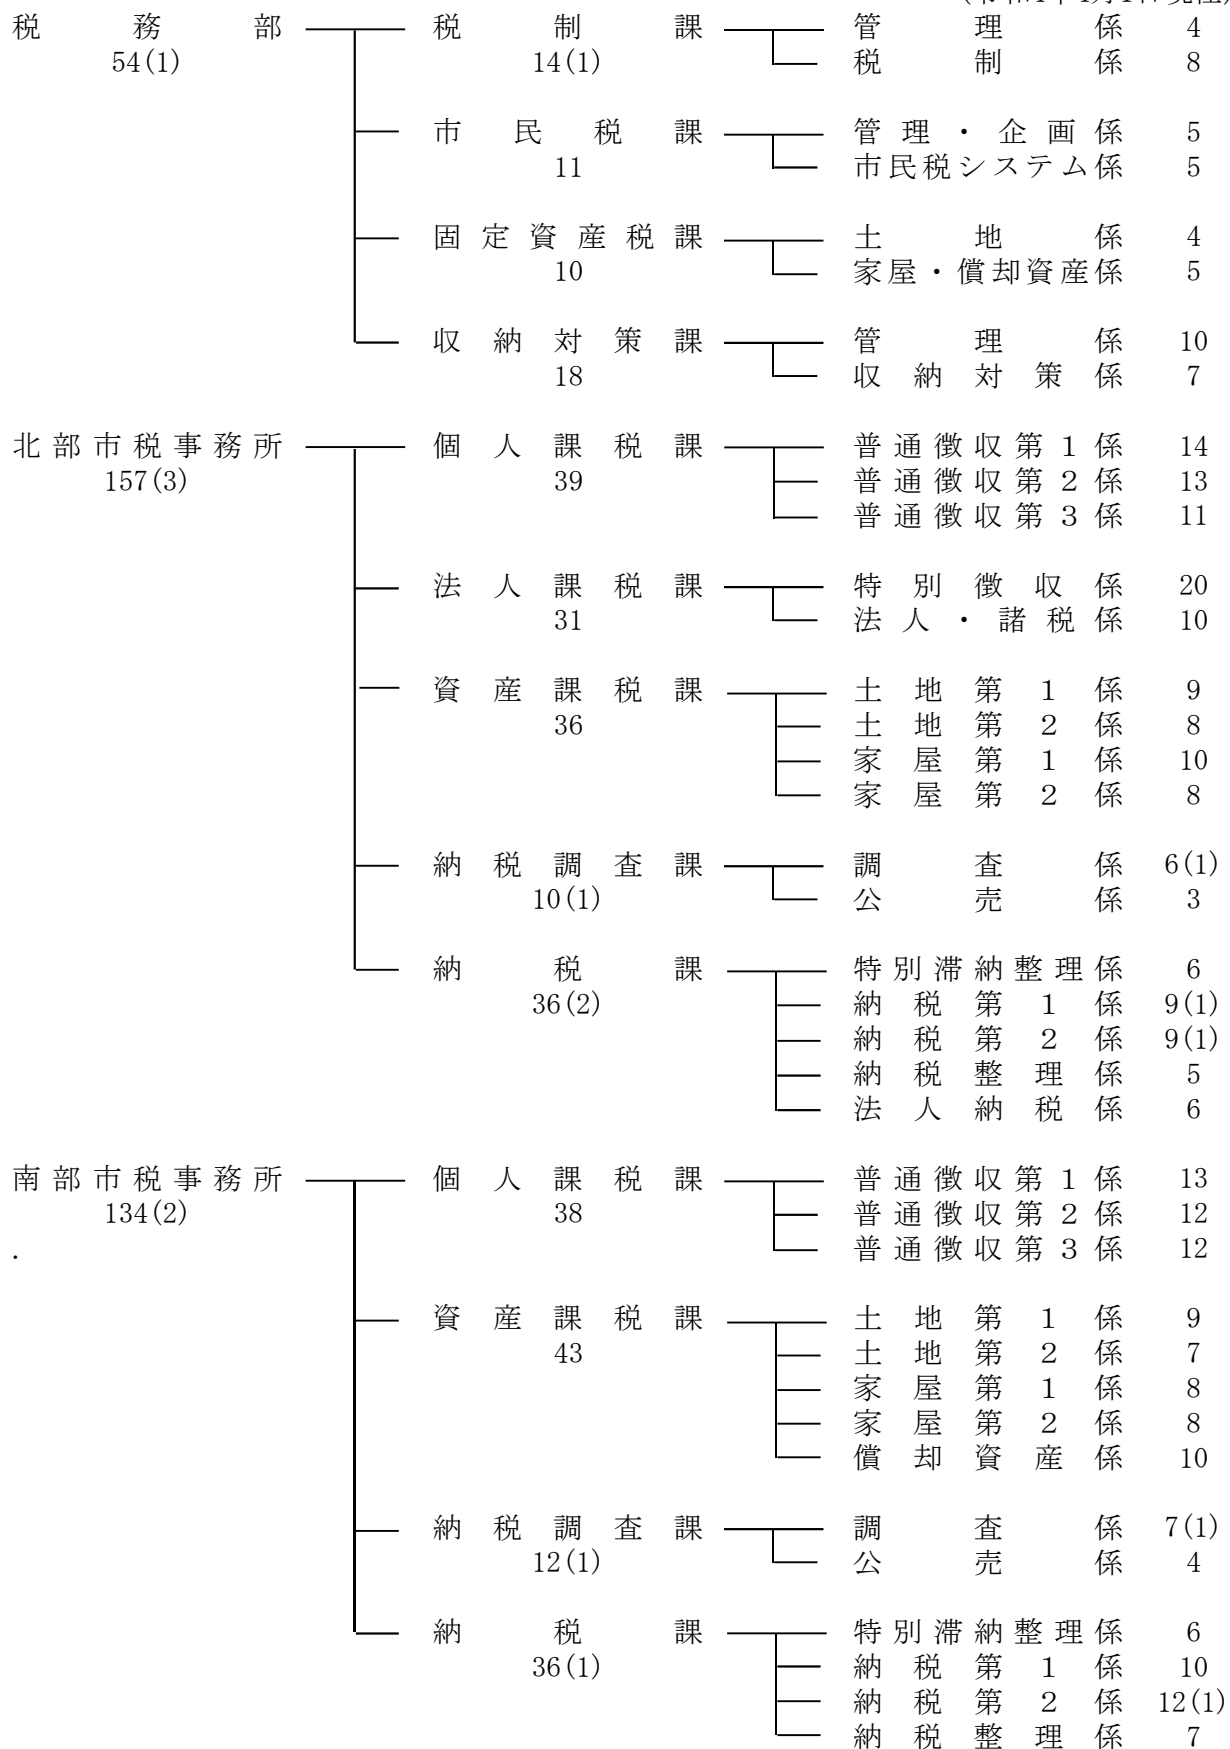 税務部 税制課 管理係 4
54(1) 14(1) 税制係 8
市民税課 管理・企画係 5
11 市民税システム係 5
固定資産税課 土地係 4
10 家屋・償却資産係 5
収納対策課 管理係 10
18 収納対策係 7
北部市税事務所 個人課税課 普通徴収第1係 14
157(3) 39 普通徴収第2係 13
普通徴収第3係 11
法人課税課 特別徴収係 20
31 法人・諸税係 10
資産課税課 土地第1係 9
36 土地第2係 8
家屋第1係 10
家屋第2係 8
納税調査課 調査係 6(1)
10(1) 公売係 3
納税課 特別滞納整理係 6
36(2) 納税第1係 9(1)
納税第2係 9(1)
納税整理係 5
法人納税係 6
南部市税事務所 個人課税課 普通徴収第1係 13
134(2) 38 普通徴収第2係 12
. 普通徴収第3係 12
資産課税課 土地第1係 9
43 土地第2係 7
家屋第1係 8
家屋第2係 8
償却資産係 10
納税調査課 調査係 7(1)
12(1) 公売係 4
納税課 特別滞納整理係 6
36(1) 納税第1係 10
納税第2係 12(1)
納税整理係 7